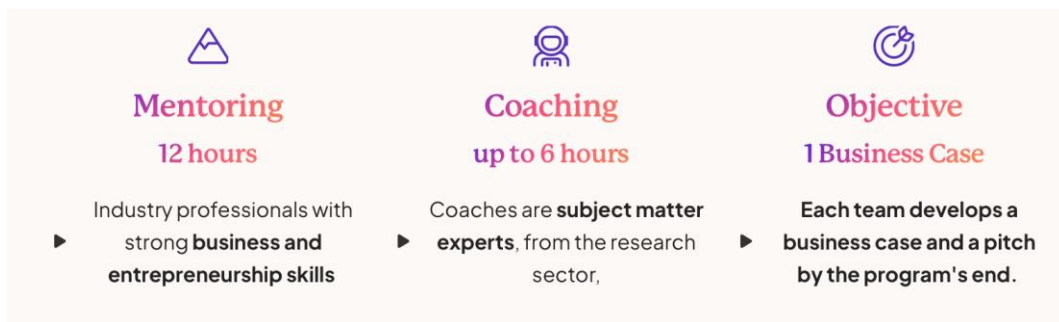 Mentoring
12 hours
Industry professionals with
strong business and
entrepreneurship skills
Coaching
up to 6 hours
Coaches are subject matter
experts, from the research
sector,
Objective
1 Business Case
Each team develops a
business case and a pitch
by the program's end.